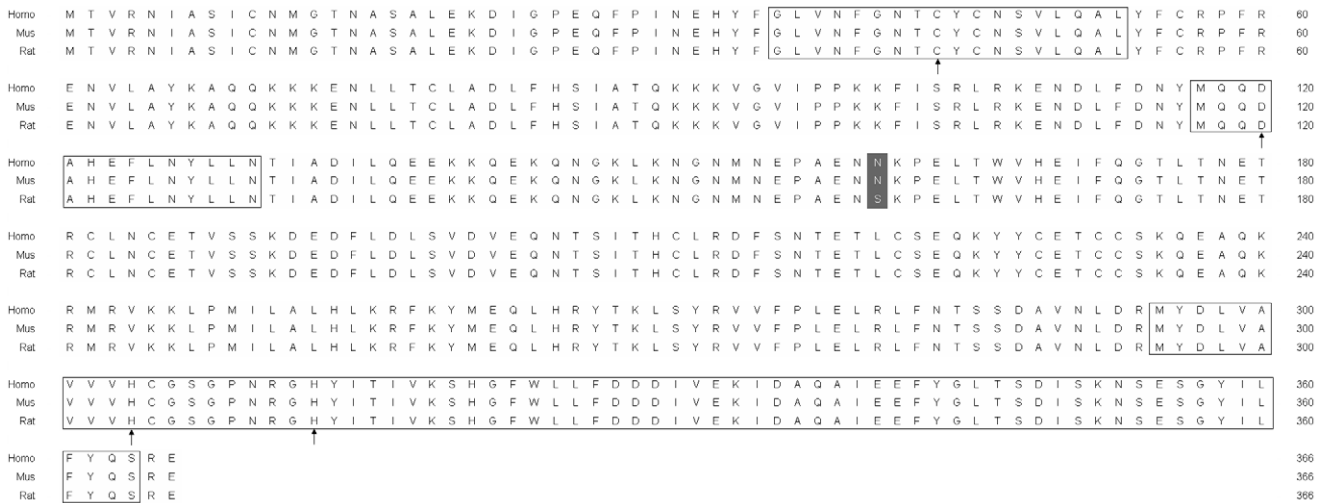 Homo M T V R N I A S I C N M G T N A S A L E K D I G P E Q F P I N E H Y F G L V N F G N T C Y C N S V L Q A L Y F C R P F R 60
Mus M T V R N I A S I C N M G T N A S A L E K D I G P E Q F P I N E H Y F G L V N F G N T C Y C N S V L Q A L Y F C R P F R 60
Rat M T V R N I A S I C N M G T N A S A L E K D I G P E Q F P I N E H Y F G L V N F G N T C Y C N S V L Q A L Y F C R P F R 60
Homo E N V L A Y K A Q Q K K K E N L L T C L A D L F H S I A T Q K K K V G V I P P K K F I S R L R K E N D L F D N Y M Q Q D 120
Mus E N V L A Y K A Q Q K K K E N L L T C L A D L F H S I A T Q K K K V G V I P P K K F I S R L R K E N D L F D N Y M Q Q D 120
Rat E N V L A Y K A Q Q K K K E N L L T C L A D L F H S I A T Q K K K V G V I P P K K F I S R L R K E N D L F D N Y M Q Q D 120
Homo A H E F L N Y L L N T I A D I L Q E E K K Q E K Q N G K L K N G N M N E P A E N N K P E L T W V H E I F Q G T L T N E T 180
Mus A H E F L N Y L L N T I A D I L Q E E K K Q E K Q N G K L K N G N M N E P A E N N K P E L T W V H E I F Q G T L T N E T 180
Rat A H E F L N Y L L N T I A D I L Q E E K K Q E K Q N G K L K N G N M N E P A E N S K P E L T W V H E I F Q G T L T N E T 180
Homo R C L N C E T V S S K D E D F L D L S V D V E Q N T S I T H C L R D F S N T E T L C S E Q K Y Y C E T C C S K Q E A Q K 240
Mus R C L N C E T V S S K D E D F L D L S V D V E Q N T S I T H C L R D F S N T E T L C S E Q K Y Y C E T C C S K Q E A Q K 240
Rat R C L N C E T V S S K D E D F L D L S V D V E Q N T S I T H C L R D F S N T E T L C S E Q K Y Y C E T C C S K Q E A Q K 240
Homo R M R V K K L P M I L A L H L K R F K Y M E Q L H R Y T K L S Y R V V F P L E L R L F N T S S D A V N L D R M Y D L V A 300
Mus R M R V K K L P M I L A L H L K R F K Y M E Q L H R Y T K L S Y R V V F P L E L R L F N T S S D A V N L D R M Y D L V A 300
Rat R M R V K K L P M I L A L H L K R F K Y M E Q L H R Y T K L S Y R V V F P L E L R L F N T S S D A V N L D R M Y D L V A 300
Homo V V V H C G S G P N R G H Y I T I V K S H G F W L L F D D D I V E K I D A Q A I E E F Y G L T S D I S K N S E S G Y I L 360
Mus V V V H C G S G P N R G H Y I T I V K S H G F W L L F D D D I V E K I D A Q A I E E F Y G L T S D I S K N S E S G Y I L 360
Rat V V V H C G S G P N R G H Y I T I V K S H G F W L L F D D D I V E K I D A Q A I E E F Y G L T S D I S K N S E S G Y I L 360
Homo F Y Q S R E 366
Mus F Y Q S R E 366
Rat F Y Q S R E 366